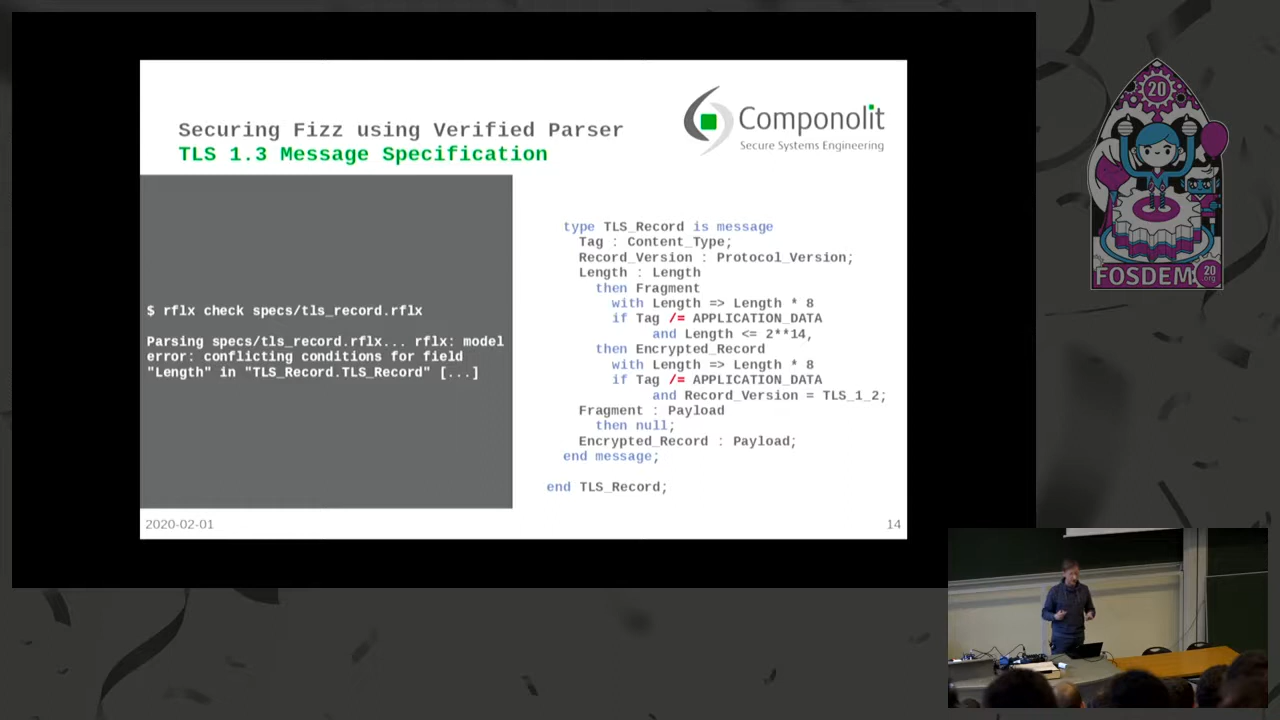 Securing Fizz using Verified Parser
TLS 1.3 Message Specification
Componolit
Secure Systems Engineering
$ rflx check specs/tls_record.rflx
Parsing specs/tls_record.rflx... rflx: model
error: conflicting conditions for field
"Length" in "TLS_Record.TLS_Record" [...]
type TLS_Record is message
Tag : Content_Type;
Record_Version : Protocol_Version;
Length : Length
then Fragment
with Length => Length * 8
if Tag /= APPLICATION_DATA
and Length <= 2**14,
then Encrypted_Record
with Length => Length * 8
if Tag /= APPLICATION_DATA
and Record_Version = TLS_1_2;
Fragment : Payload
then null;
Encrypted_Record : Payload;
end message;
end TLS_Record;
2020-02-01
14
20
FOSDEM
20
.org